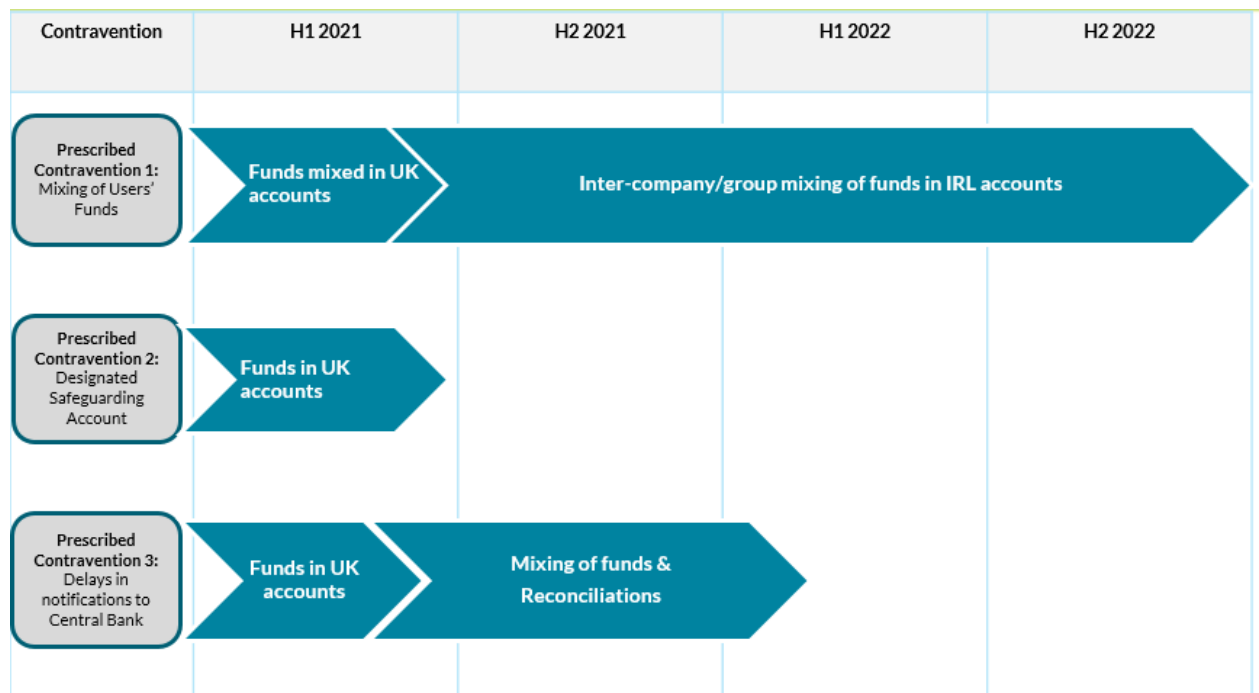 Contravention
H1 2021
H2 2021
H1 2022
H2 2022
Prescribed
Contravention 1:
Mixing of Users'
Funds
Funds mixed in UK
accounts
Inter-company/group mixing of funds in IRL accounts
Prescribed
Contravention 2:
Designated
Safeguarding
Account
Funds in UK
accounts
Prescribed
Contravention 3:
Delays in
notifications to
Central Bank
Funds in UK
accounts
Mixing of funds &
Reconciliations